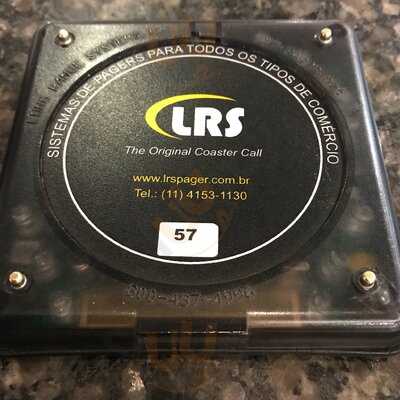 SISTEMAS DE PAGERS PARA TODOS OS TIPOS DE COMÉRCIO
LRS
The Original Coaster Call
www.lrspager.com.br
Tel.: (11) 4153-1130
57